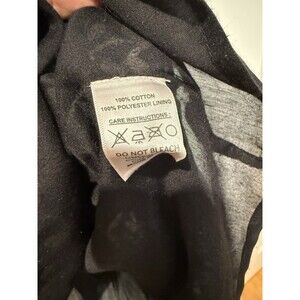 100% COTTON
100% POLYESTER LINING
CARE INSTRUCTIONS:
DO NOT BLEACH